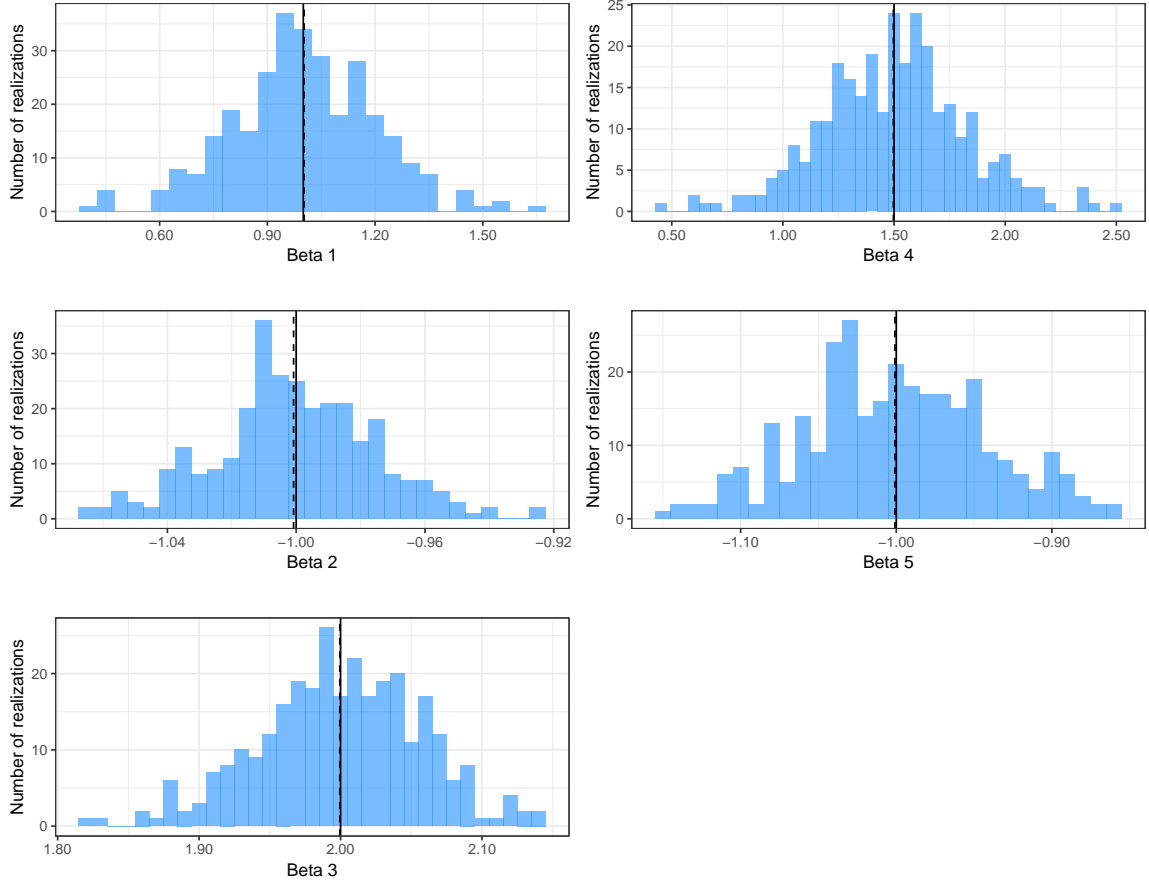 Number of realizations
30
20
10
0
0.60 0.90 1.20 1.50
Beta 1
Number of realizations
25
20
15
10
5
0
0.50 1.00 1.50 2.00 2.50
Beta 4
Number of realizations
30
20
10
0
−1.04 −1.00 −0.96 −0.92
Beta 2
Number of realizations
20
10
0
−1.10 −1.00 −0.90
Beta 5
Number of realizations
20
10
0
1.80 1.90 2.00 2.10
Beta 3